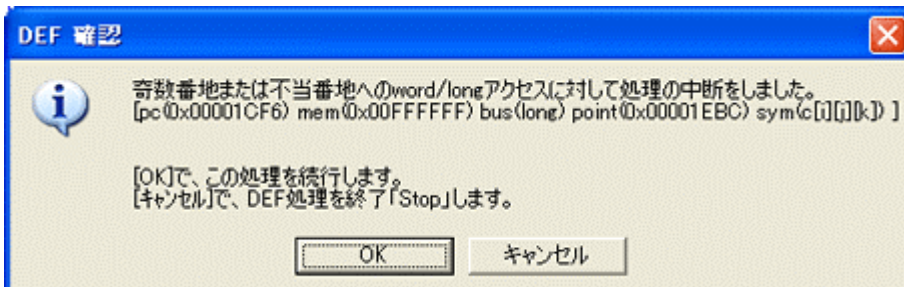 DEF 確認
奇数番地または不当番地へのword/longアクセスに対して処理の中断をしました。
[pc(0x00001CF6) mem(0x00FFFFFF) bus(long) point(0x00001EBC) sym(c[i][j][k]) ]
[OK]で、この処理を続行します。
[キャンセル]で、DEF処理を終了「Stop」します。
OK
キャンセル